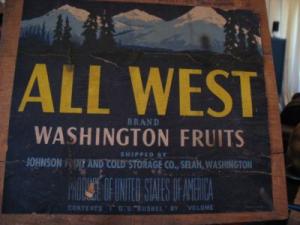 ALL WEST
BRAND
WASHINGTON FRUITS
SHIPPED BY
JOHNSON FRUIT AND COLD STORAGE CO., SELAH, WASHINGTON
PRODUCE OF UNITED STATES OF AMERICA
CONTENTS 1 U.S. BUSHEL BY VOLUME